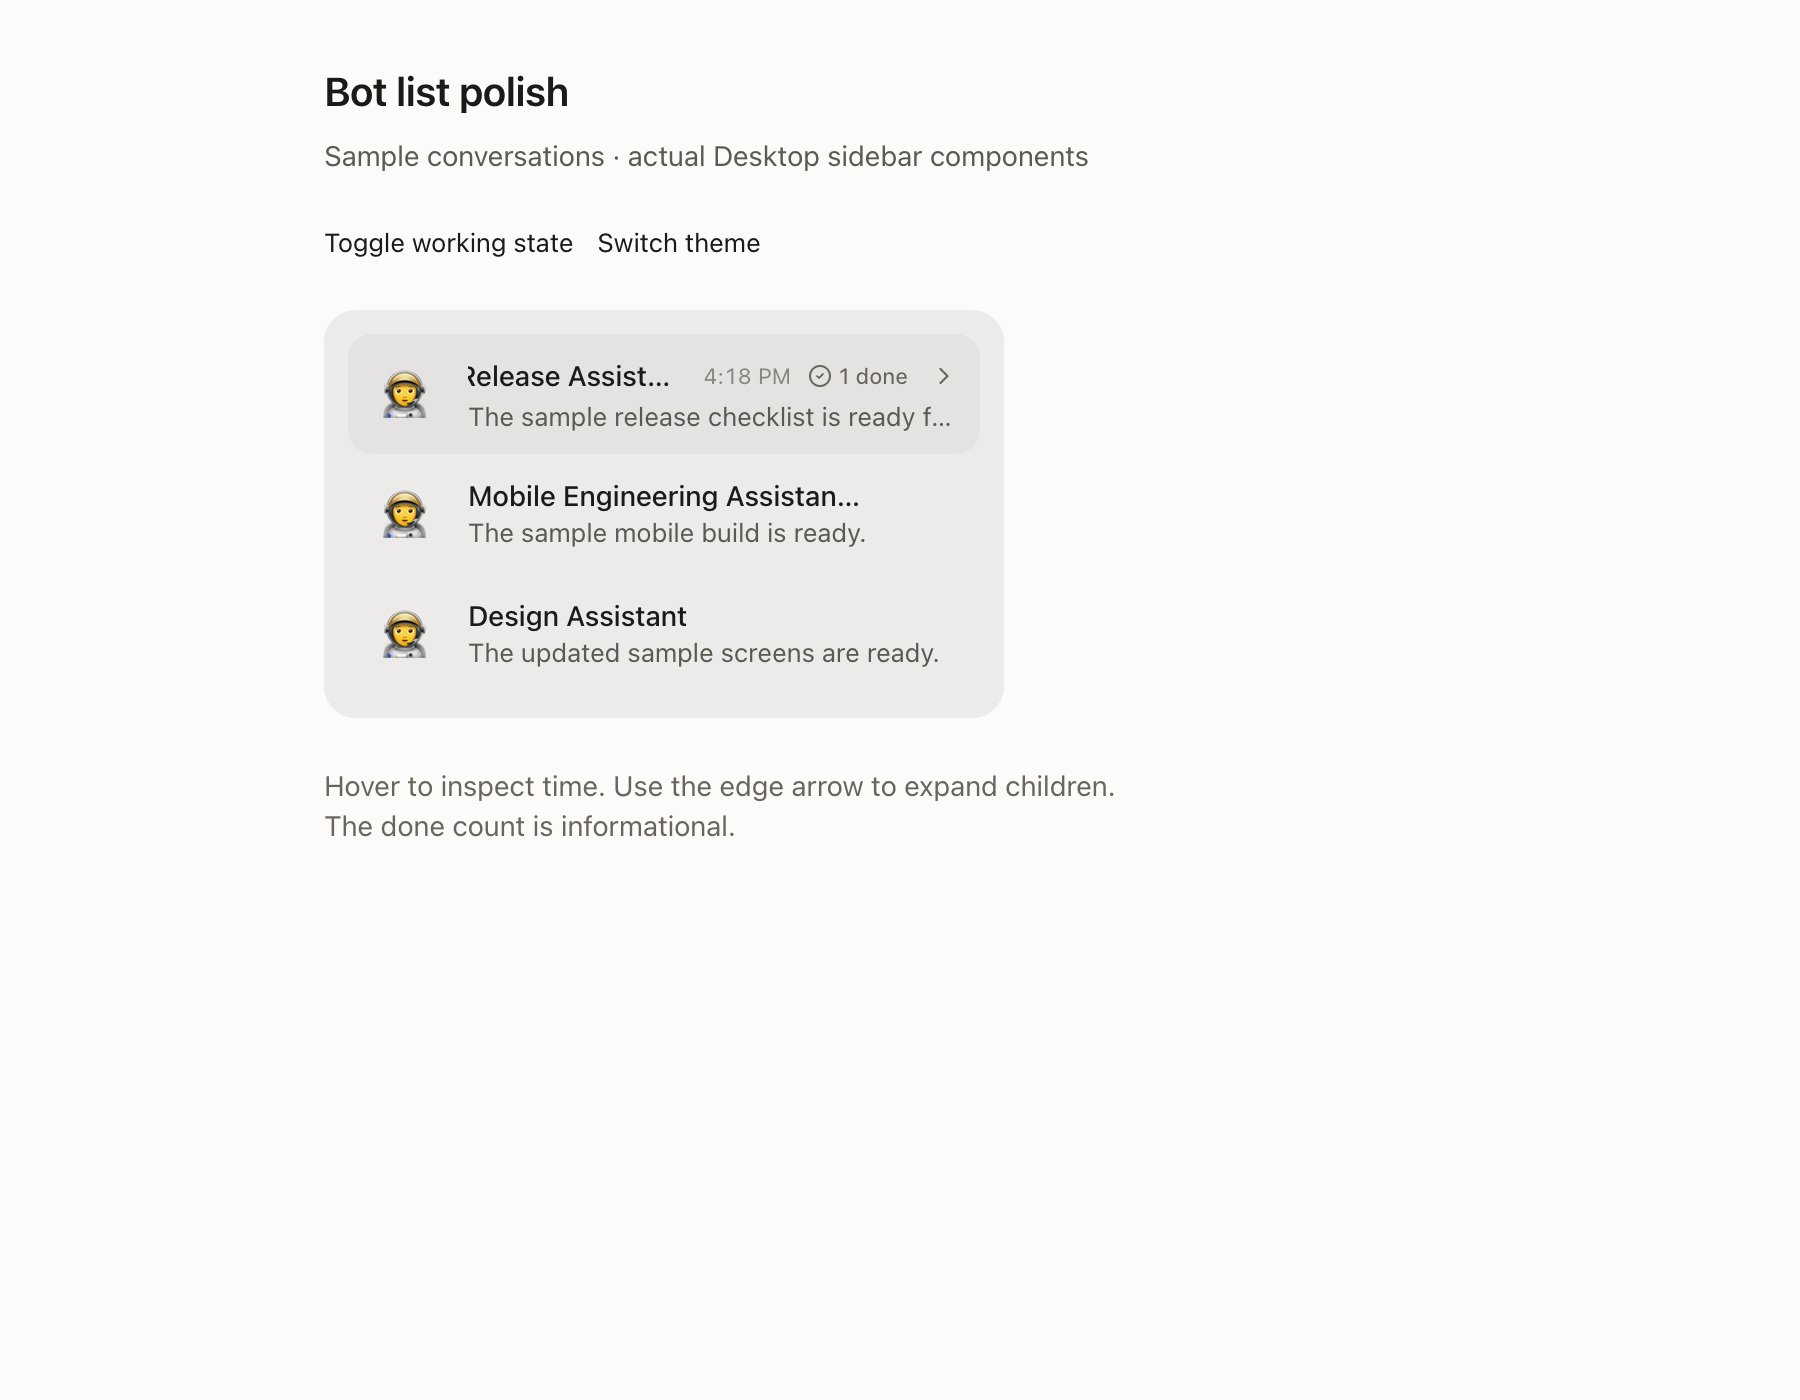 Bot list polish
Sample conversations · actual Desktop sidebar components
Toggle working state Switch theme
Release Assist... 4:18 PM 1 done
The sample release checklist is ready f...
Mobile Engineering Assistan...
The sample mobile build is ready.
Design Assistant
The updated sample screens are ready.
Hover to inspect time. Use the edge arrow to expand children.
The done count is informational.